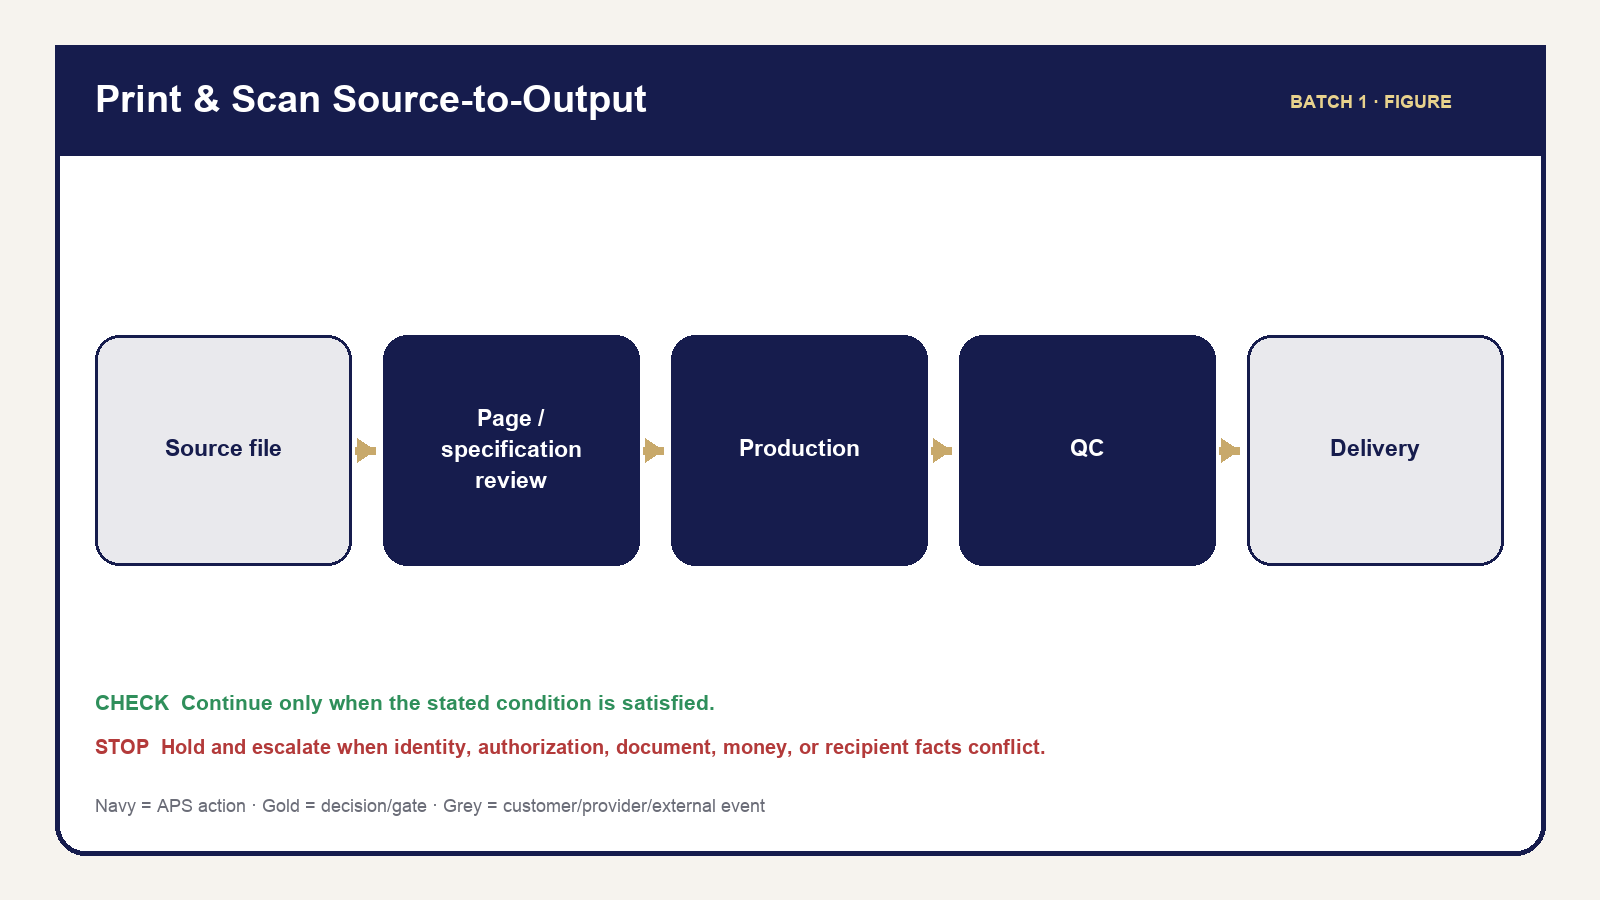 Print & Scan Source-to-Output
BATCH 1 · FIGURE
Source file
Page /
specification
review
Production
QC
Delivery
CHECK  Continue only when the stated condition is satisfied.
STOP  Hold and escalate when identity, authorization, document, money, or recipient facts conflict.
Navy = APS action · Gold = decision/gate · Grey = customer/provider/external event